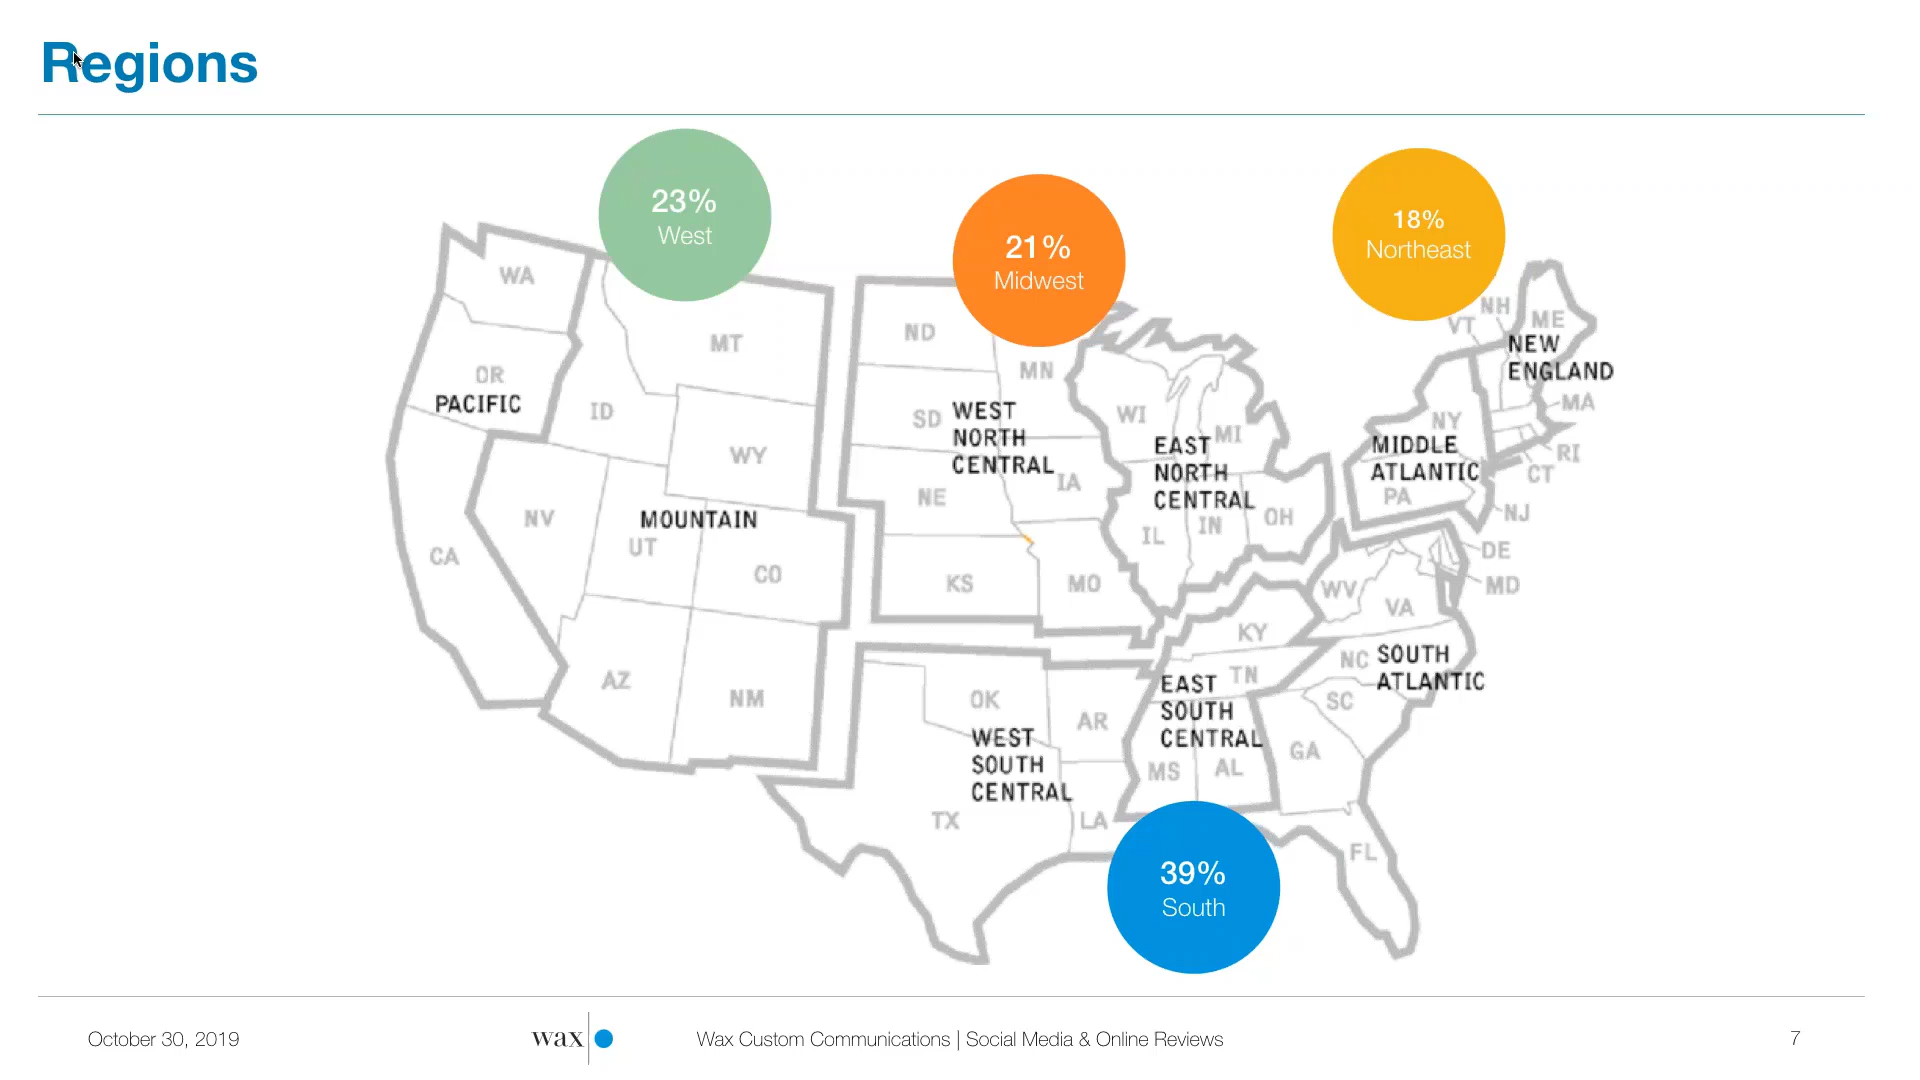 Regions
23%
West
21%
Midwest
18%
Northeast
WA
OR
PACIFIC
CA
MT
ID
WY
NV
MOUNTAIN
UT
CO
AZ
NM
ND
MN
SD
WEST
NORTH
CENTRAL
NE
IA
KS
MO
WI
MI
EAST
NORTH
CENTRAL
IL
IN
OH
NH
VT
ME
NEW
ENGLAND
MA
RI
CT
NY
MIDDLE
ATLANTIC
PA
NJ
DE
MD
WV
VA
KY
NC
SOUTH
ATLANTIC
TN
SC
EAST
SOUTH
CENTRAL
MS
AL
GA
FL
OK
AR
WEST
SOUTH
CENTRAL
TX
LA
39%
South
October 30, 2019
wax
Wax Custom Communications | Social Media & Online Reviews
7